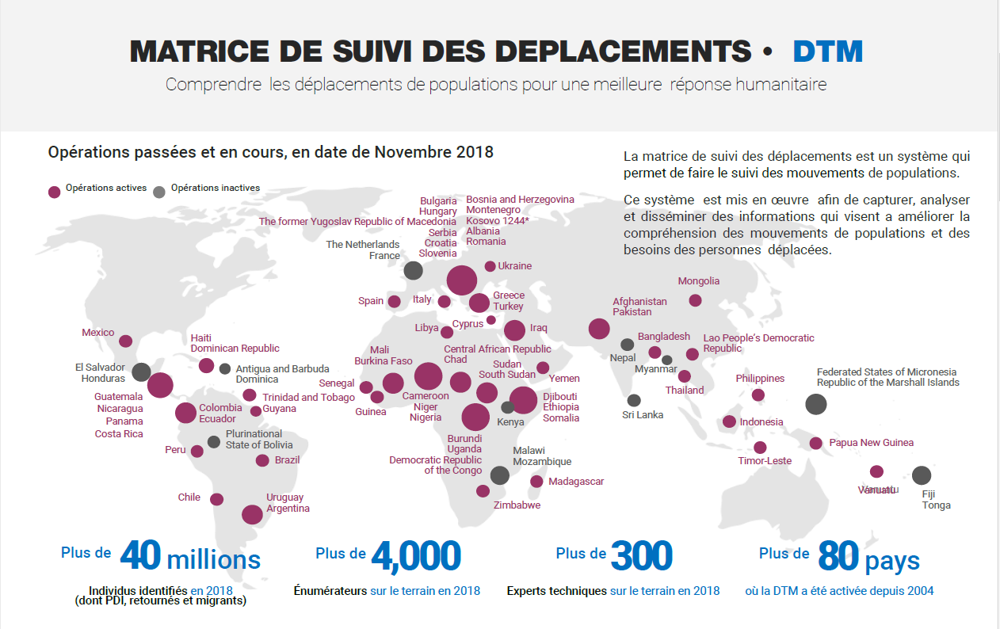 MATRICE DE SUIVI DES DEPLACEMENTS • DTM
Comprendre les déplacements de populations pour une meilleure réponse humanitaire
Opérations passées et en cours, en date de Novembre 2018
Opérations actives
Opérations inactives
La matrice de suivi des déplacements est un système qui
permet de faire le suivi des mouvements de populations.
Ce système est mis en œuvre afin de capturer, analyser
et disséminer des informations qui visent a améliorer la
compréhension des mouvements de populations et des
besoins des personnes déplacées.
Bulgaria
Hungary
The former Yugoslav Republic of Macedonia
Serbia
Croatia
Slovenia
Bosnia and Herzegovina
Montenegro
Kosovo 1244*
Albania
Romania
The Netherlands
France
Ukraine
Spain
Italy
Greece
Turkey
Cyprus
Libya
Iraq
Mongolia
Afghanistan
Pakistan
Bangladesh
Lao People's Democratic
Republic
Nepal
Myanmar
Thailand
Sri Lanka
Philippines
Federated States of Micronesia
Republic of the Marshall Islands
Indonesia
Timor-Leste
Papua New Guinea
Vanuatu
Fiji
Tonga
Mexico
Haiti
Dominican Republic
El Salvador
Honduras
Antigua and Barbuda
Dominica
Guatemala
Nicaragua
Panama
Costa Rica
Trinidad and Tobago
Guyana
Colombia
Ecuador
Plurinational
State of Bolivia
Peru
Brazil
Chile
Uruguay
Argentina
Mali
Burkina Faso
Senegal
Guinea
Central African Republic
Chad
Sudan
South Sudan
Yemen
Cameroon
Niger
Nigeria
Djibouti
Ethiopia
Somalia
Kenya
Burundi
Uganda
Democratic Republic
of the Congo
Malawi
Mozambique
Madagascar
Zimbabwe
Plus de 40 millions
Individus identifiés en 2018
(dont PDI, retournés et migrants)
Plus de 4,000
Énumérateurs sur le terrain en 2018
Plus de 300
Experts techniques sur le terrain en 2018
Plus de 80 pays
où la DTM a été activée depuis 2004